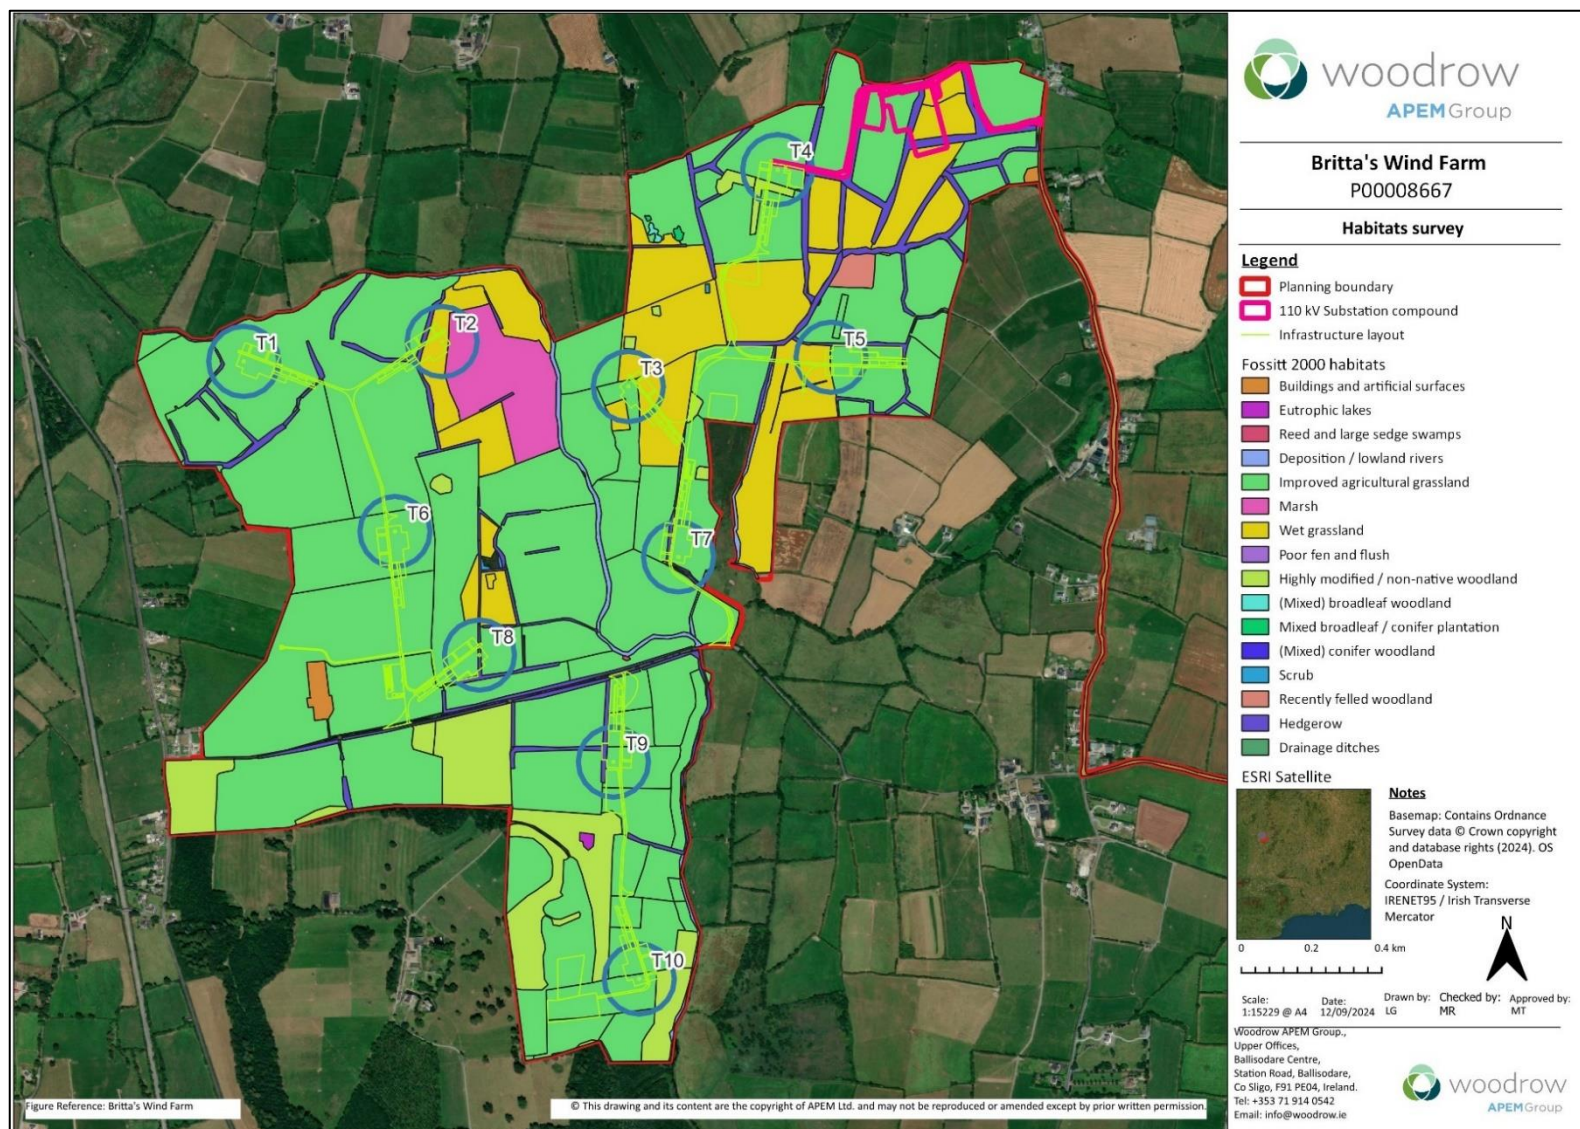 T1
T2
T3
T4
T5
T6
T7
T8
T9
T10
Figure Reference: Britta's Wind Farm
© This drawing and its content are the copyright of APEM Ltd. and may not be reproduced or amended except by prior written permission.
woodrow
APEMGroup
Britta's Wind Farm
P00008667
Habitats survey
Legend
Planning boundary
110 kV Substation compound
Infrastructure layout
Fossitt 2000 habitats
Buildings and artificial surfaces
Eutrophic lakes
Reed and large sedge swamps
Deposition / lowland rivers
Improved agricultural grassland
Marsh
Wet grassland
Poor fen and flush
Highly modified / non-native woodland
(Mixed) broadleaf woodland
Mixed broadleaf / conifer plantation
(Mixed) conifer woodland
Scrub
Recently felled woodland
Hedgerow
Drainage ditches
ESRI Satellite
Notes
Basemap: Contains Ordnance
Survey data © Crown copyright
and database rights (2024). OS
OpenData
Coordinate System:
IRENET95 / Irish Transverse
Mercator
N
0 0.2 0.4 km
Scale:
1:15229 @ A4
Date:
12/09/2024
Drawn by:
LG
Checked by:
MR
Approved by:
MT
Woodrow APEM Group.,
Upper Offices,
Ballisodare Centre,
Station Road, Ballisodare,
Co Sligo, F91 PE04, Ireland.
Tel: +353 71 914 0542
Email: info@woodrow.ie
woodrow
APEMGroup